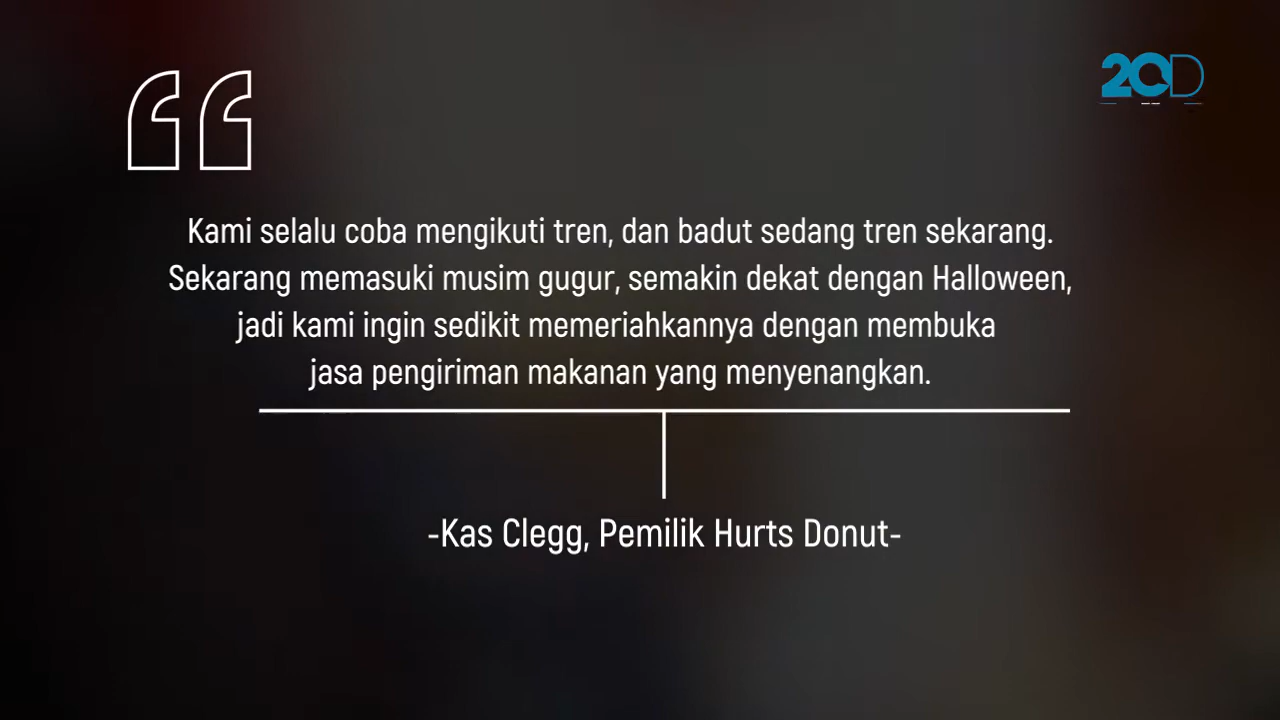 20D
Kami selalu coba mengikuti tren, dan badut sedang tren sekarang.
Sekarang memasuki musim gugur, semakin dekat dengan Halloween,
jadi kami ingin sedikit memeriahkannya dengan membuka
jasa pengiriman makanan yang menyenangkan.
-Kas Clegg, Pemilik Hurts Donut-